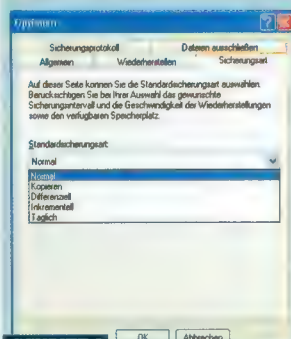 Optionen
Sicherungsprotokoll Dateien ausschließen
Allgemein Wiederherstellen Sicherungsart
Auf dieser Seite können Sie die Standardsicherungsart auswählen.
Berücksichtigen Sie bei Ihrer Auswahl das gewünschte
Sicherungsintervall und die Geschwindigkeit der Wiederherstellungen
sowie den verfügbaren Speicherplatz.
Standardsicherungsart:
Normal
Normal
Kopieren
Differenziell
Inkrementell
Täglich
OK Abbrechen